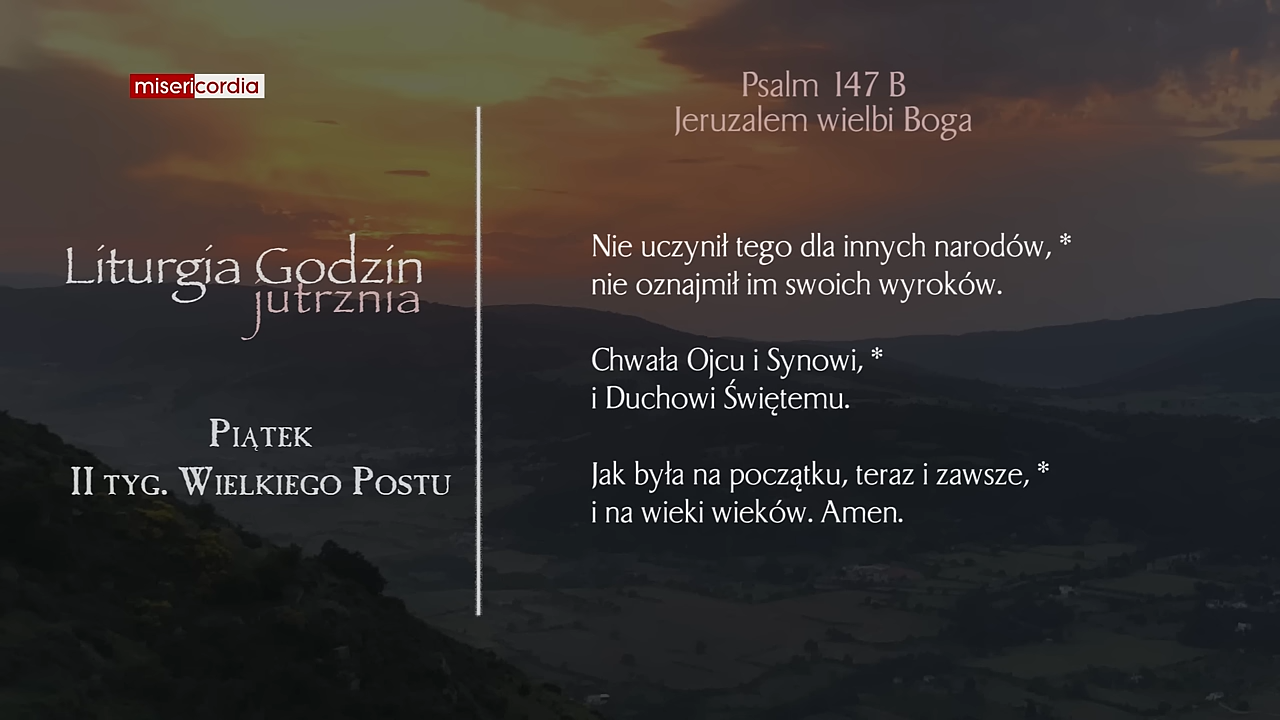 misericordia
Liturgia Godzin
jutrznia
Piątek
II tyg. Wielkiego Postu
Psalm 147 B
Jeruzalem wielbi Boga
Nie uczynił tego dla innych narodów, *
nie oznajmił im swoich wyroków.
Chwała Ojcu i Synowi, *
i Duchowi Świętemu.
Jak była na początku, teraz i zawsze, *
i na wieki wieków. Amen.